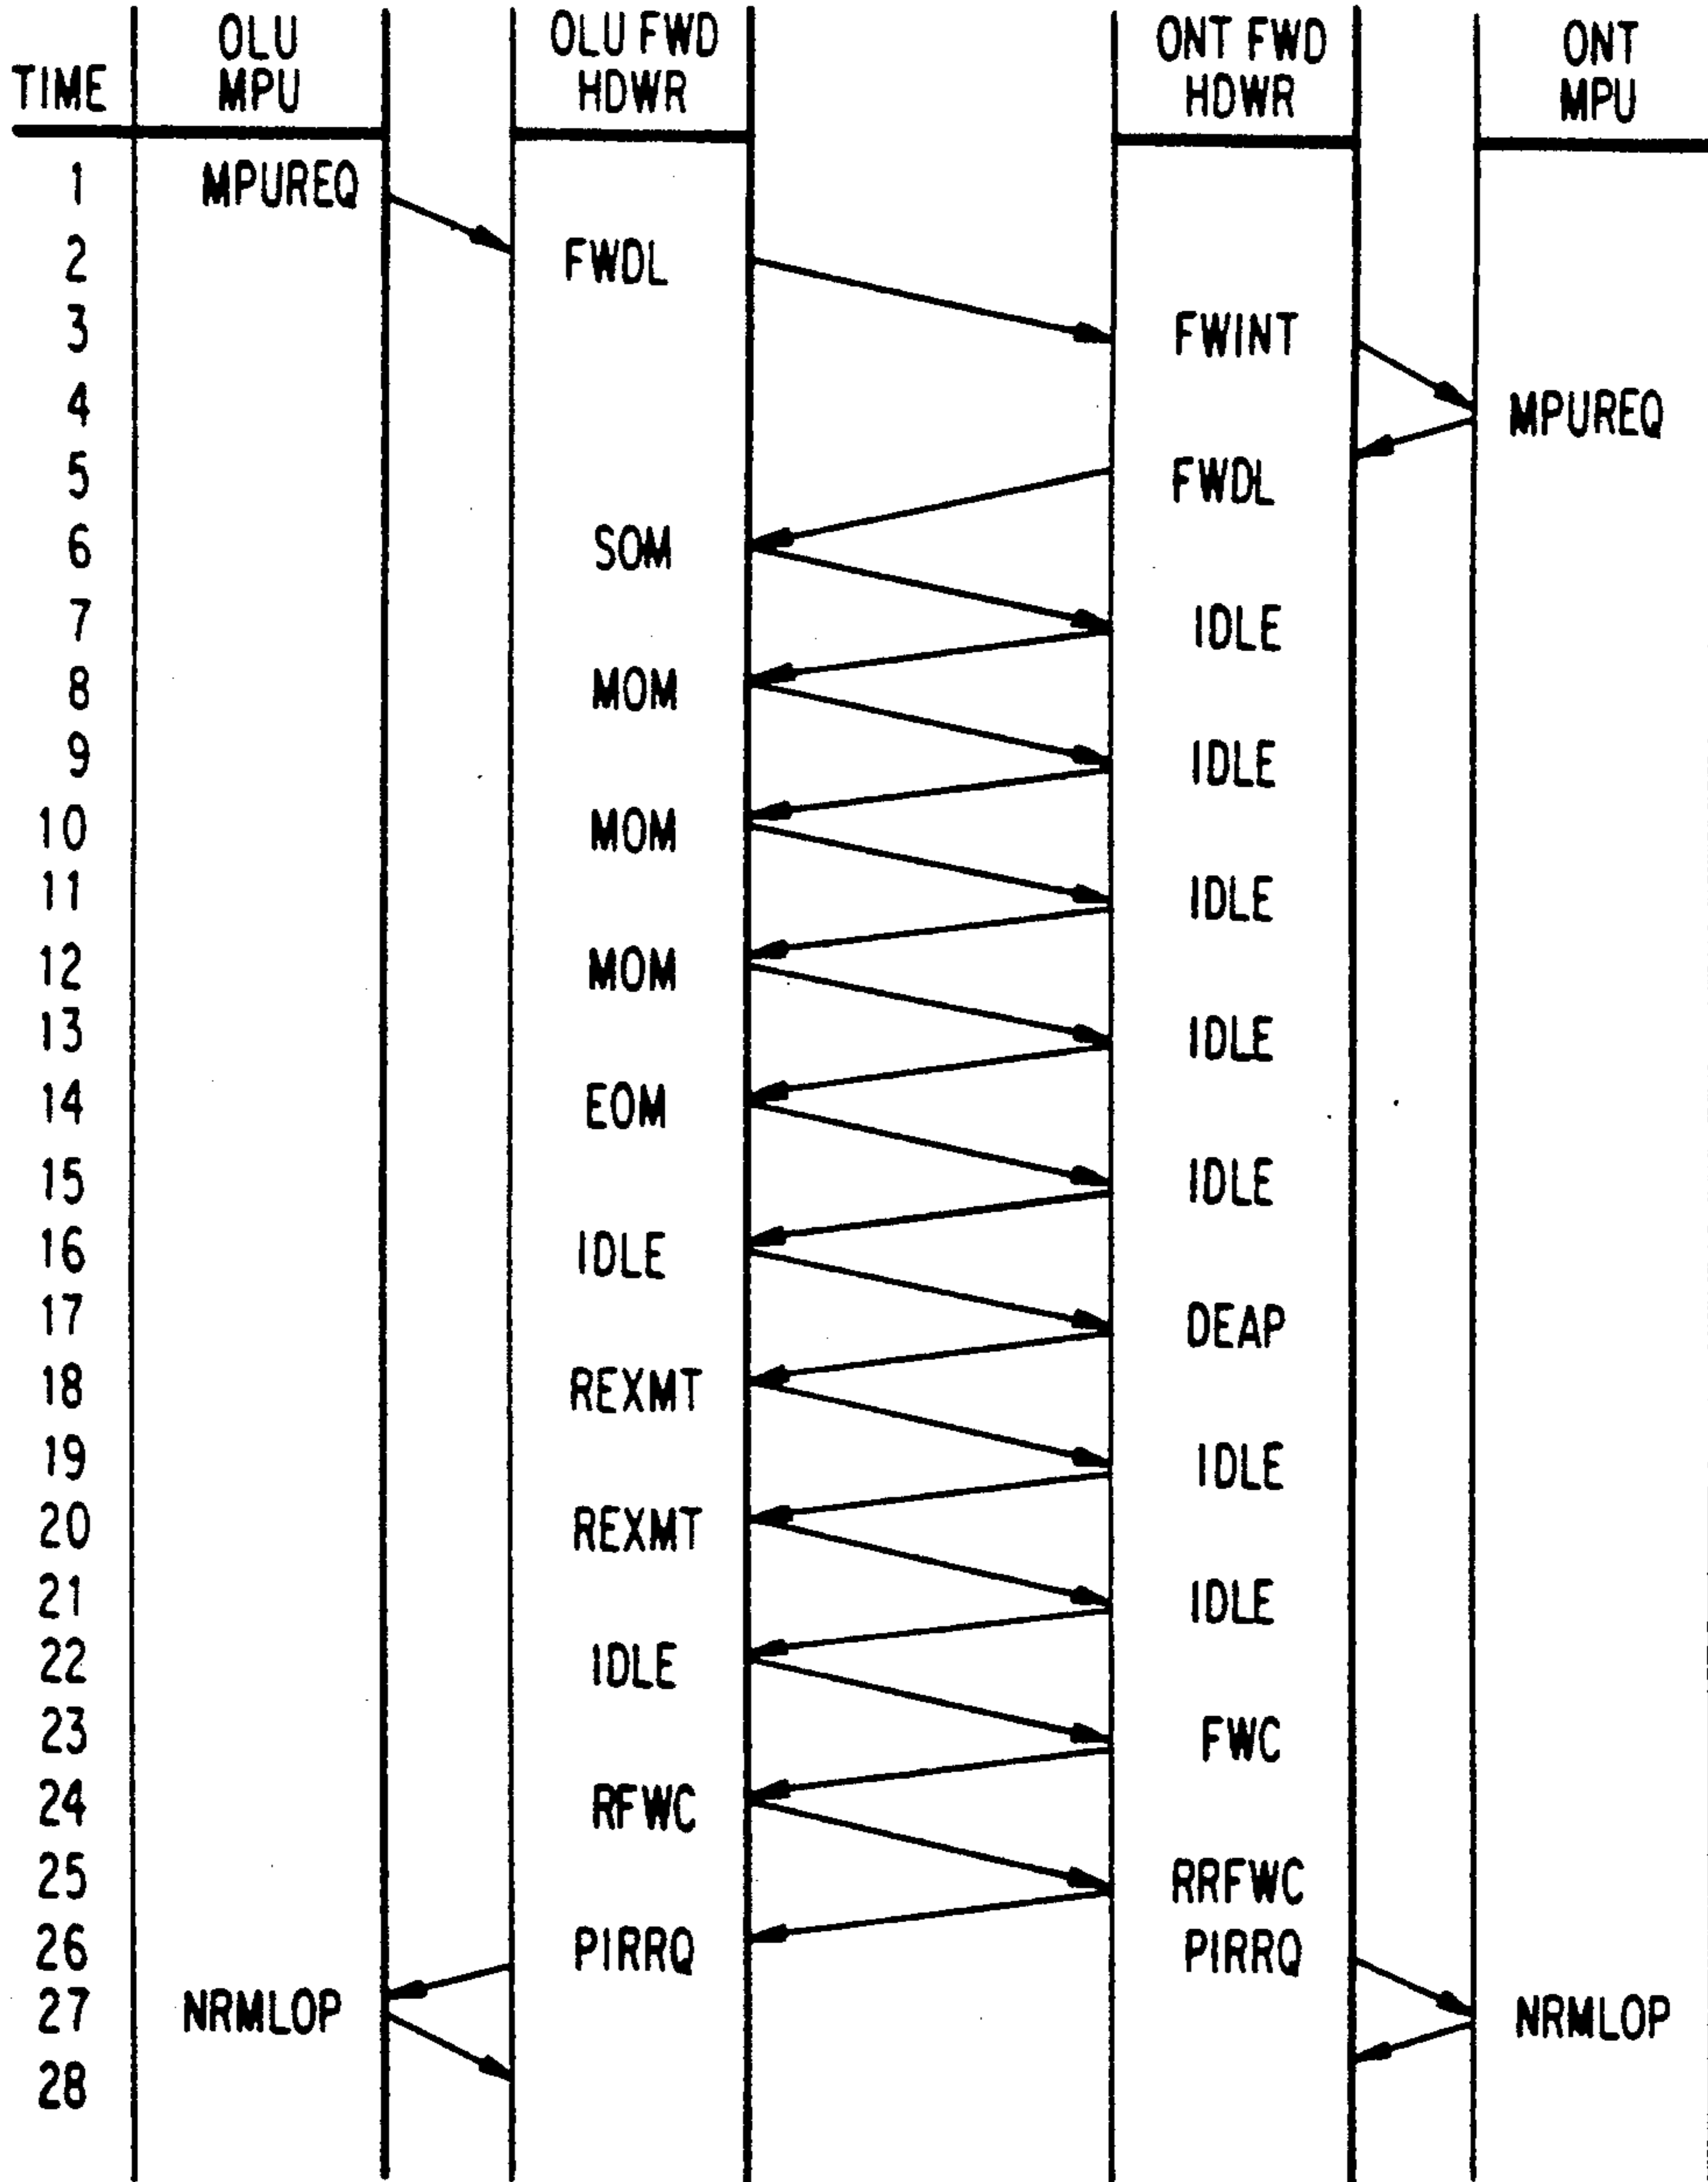 TIME OLU MPU OLU FWD HDWR ONT FWD HDWR ONT MPU
1 MPUREQ
2 FWDL
3 FWINT
4 MPUREQ
5 FWDL
6 SOM
7 IDLE
8 MOM
9 IDLE
10 MOM
11 IDLE
12 MOM
13 IDLE
14 EOM
15 IDLE
16 IDLE
17 DEAP
18 REXMT
19 IDLE
20 REXMT
21 IDLE
22 IDLE
23 FWC
24 RFWC
25 RRFWC
26 PIRRQ PIRRQ
27 NRMLOP NRMLOP
28